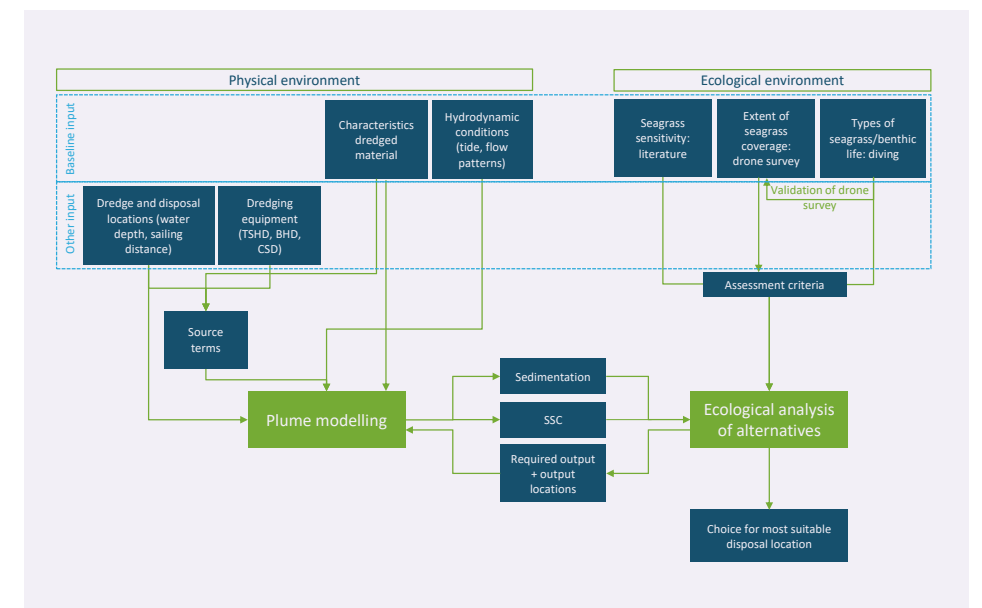 Physical environment
Ecological environment
Baseline input
Characteristics
dredged
material
Hydrodynamic
conditions
(tide, flow
patterns)
Seagrass
sensitivity:
literature
Extent of
seagrass
coverage:
drone survey
Types of
seagrass/benthic
life: diving
Validation of drone
survey
Other input
Dredge and disposal
locations (water
depth, sailing
distance)
Dredging
equipment
(TSHD, BHD,
CSD)
Assessment criteria
Source
terms
Plume modelling
Sedimentation
SSC
Required output
+ output
locations
Ecological analysis
of alternatives
Choice for most suitable
disposal location